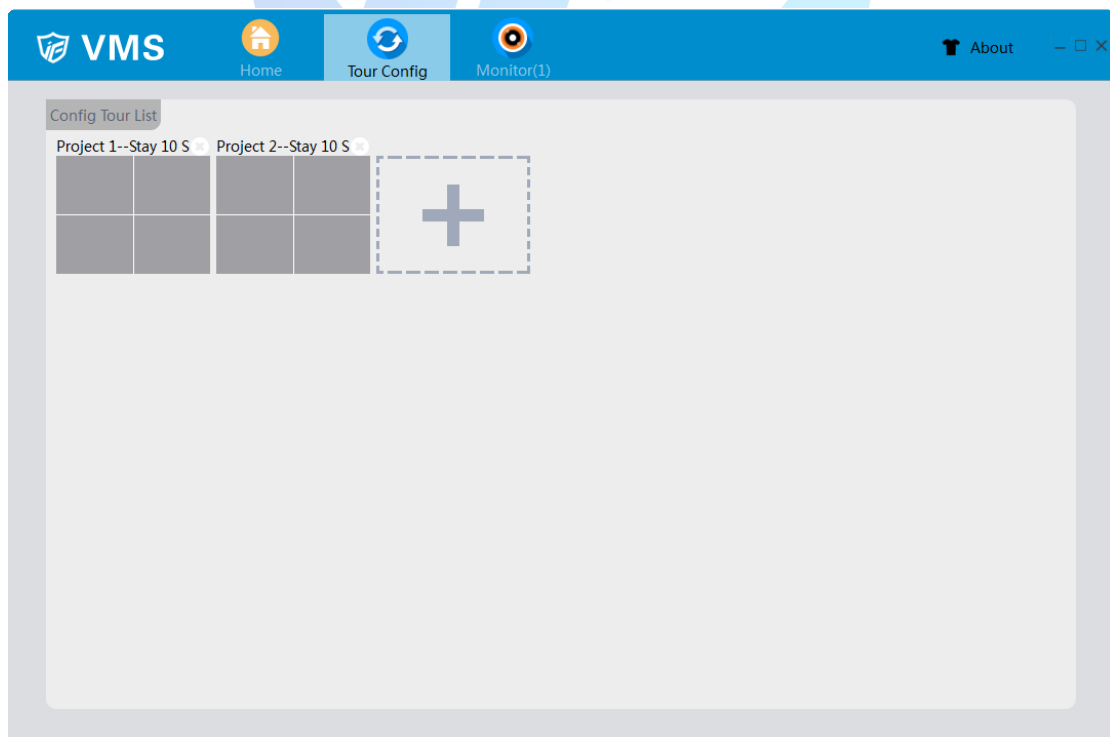 VMS
Home
Tour Config
Monitor(1)
About
Config Tour List
Project 1--Stay 10 S
Project 2--Stay 10 S